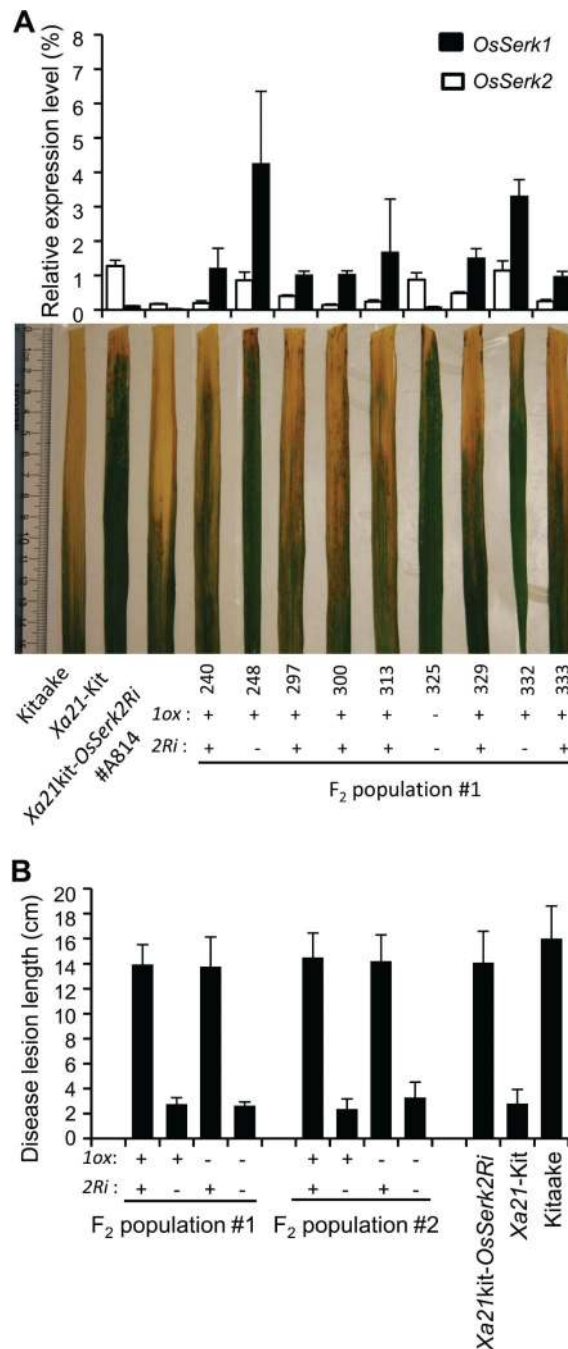 A
OsSerk1
OsSerk2
Relative expression level (%)
8
7
6
5
4
3
2
1
0
Kitaake
Xa21-Kit
Xa21kit-OsSerk2Ri
#A814
240 248 297 300 313 325 329 332 333
1ox : + + + + + - + + +
2Ri : + - + + + - + - +
F2 population #1
B
Disease lesion length (cm)
20
18
16
14
12
10
8
6
4
2
0
1ox: + + - - + + - -
2Ri : + - + - + - + -
F2 population #1 F2 population #2
Xa21kit-OsSerk2Ri
Xa21-Kit
Kitaake